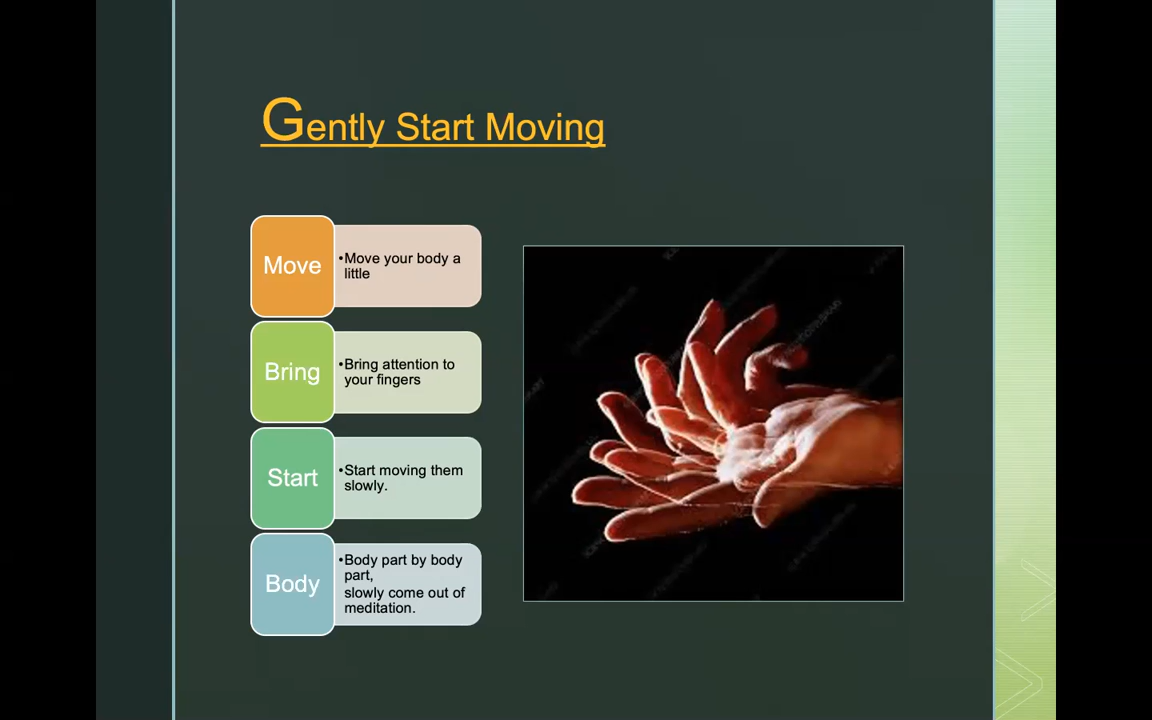 Gently Start Moving
Move
•Move your body a
little
Bring
•Bring attention to
your fingers
Start
•Start moving them
slowly.
Body
•Body part by body
part,
slowly come out of
meditation.